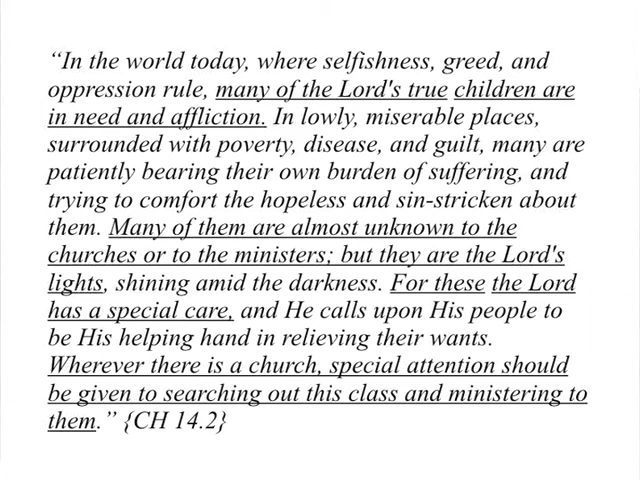 “In the world today, where selfishness, greed, and
oppression rule, many of the Lord's true children are
in need and affliction. In lowly, miserable places,
surrounded with poverty, disease, and guilt, many are
patiently bearing their own burden of suffering, and
trying to comfort the hopeless and sin-stricken about
them. Many of them are almost unknown to the
churches or to the ministers; but they are the Lord's
lights, shining amid the darkness. For these the Lord
has a special care, and He calls upon His people to
be His helping hand in relieving their wants.
Wherever there is a church, special attention should
be given to searching out this class and ministering to
them.” {CH 14.2}